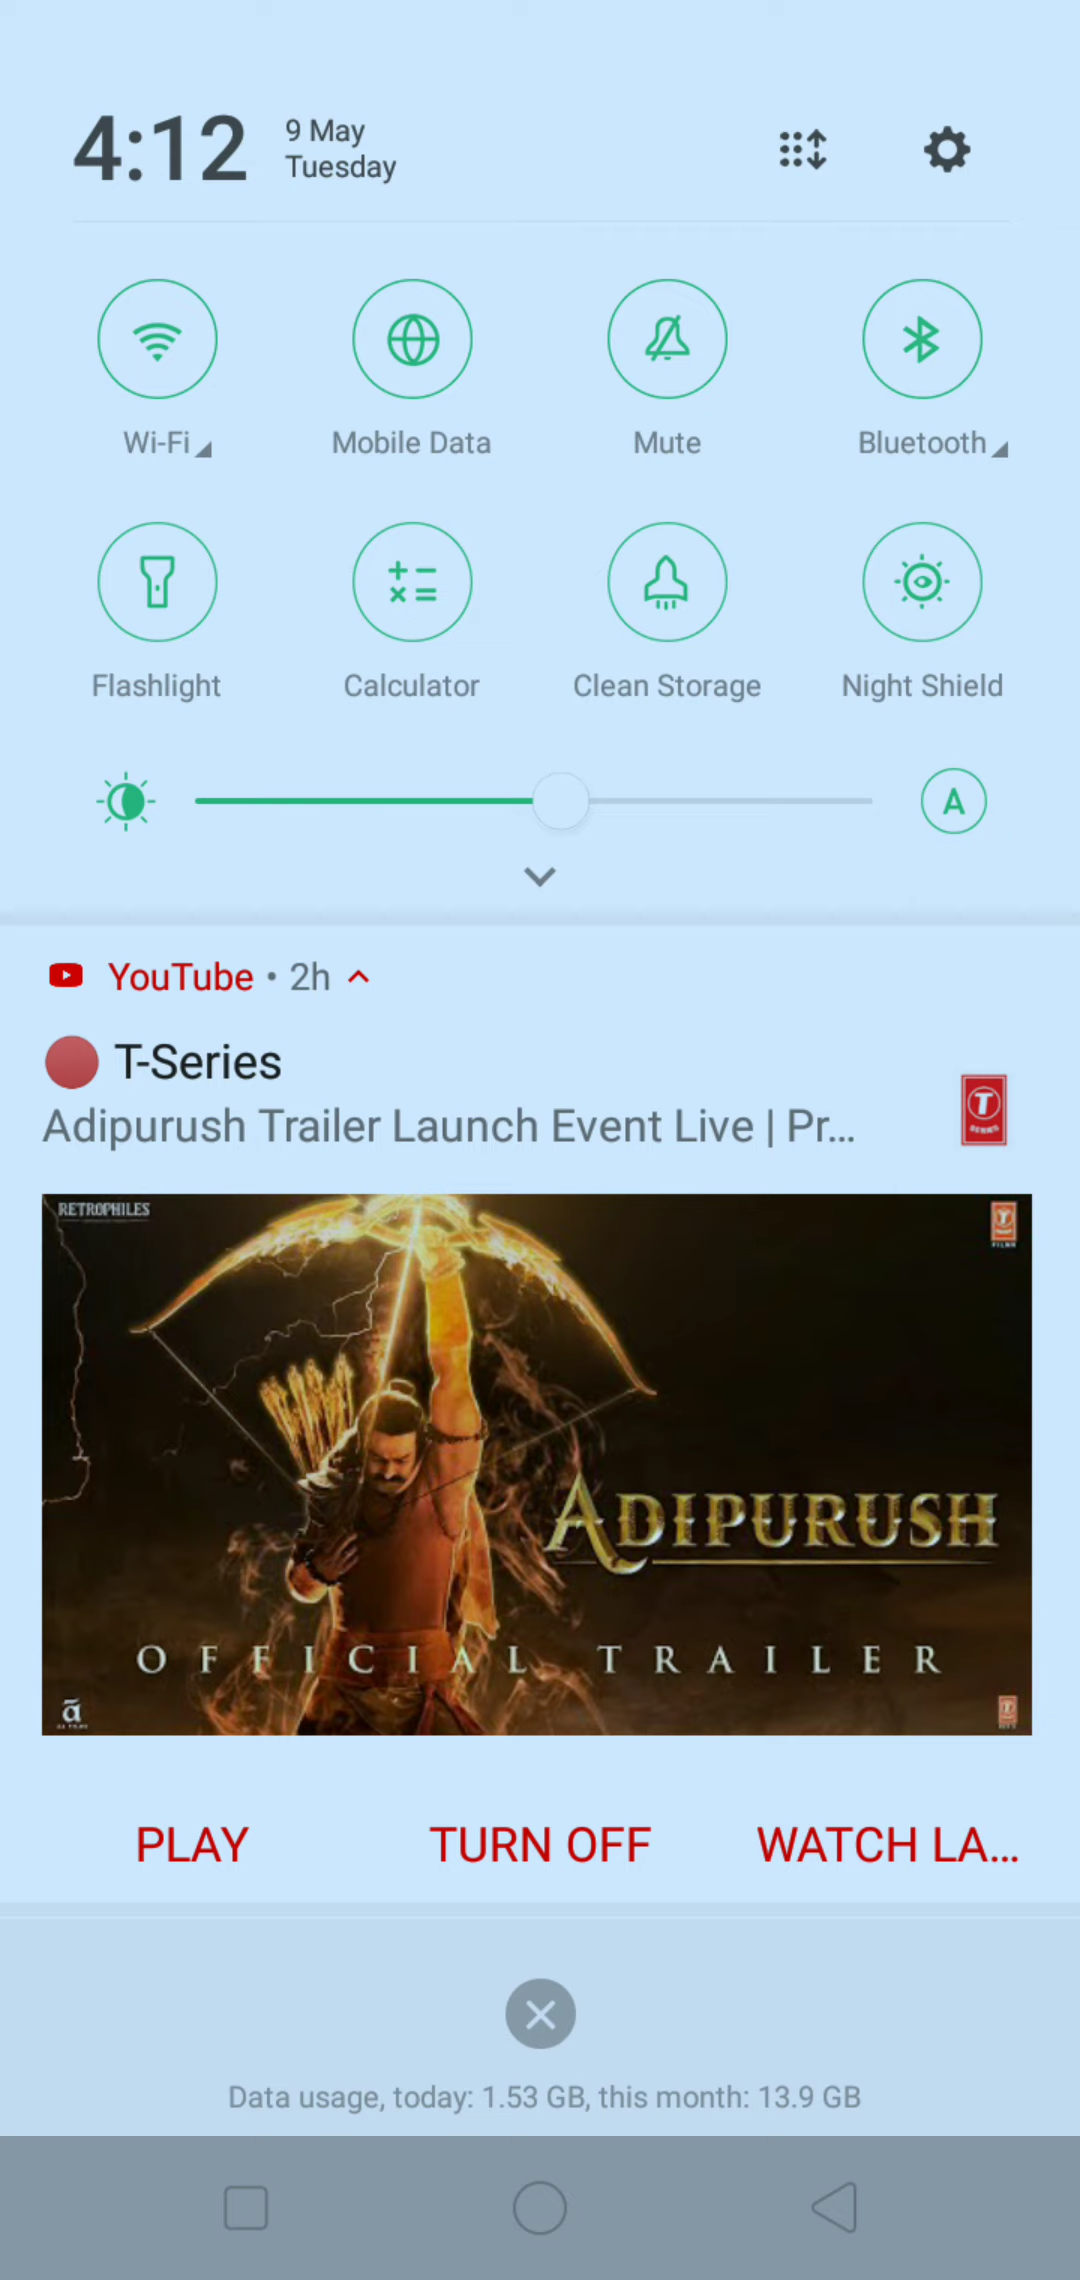 4:12
9 May
Tuesday
Wi-Fi
Mobile Data
Mute
Bluetooth
Flashlight
Calculator
Clean Storage
Night Shield
A
YouTube • 2h
T-Series
Adipurush Trailer Launch Event Live | Pr...
T
SERIES
RETROPHILES
ADIPURUSH
OFFICIAL TRAILER
PLAY
TURN OFF
WATCH LA...
Data usage, today: 1.53 GB, this month: 13.9 GB